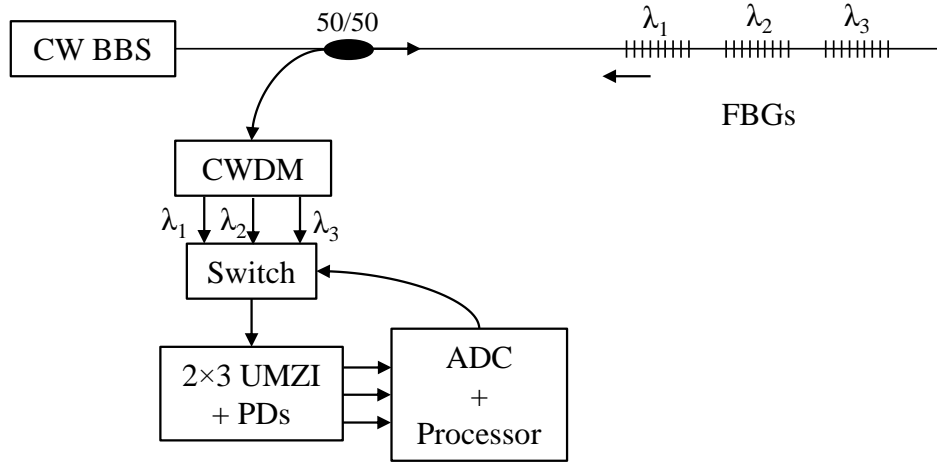 50/50
CW BBS
λ₁
λ₂
λ₃
FBGs
CWDM
λ₁
λ₂
λ₃
Switch
2×3 UMZI
+ PDs
ADC
+
Processor